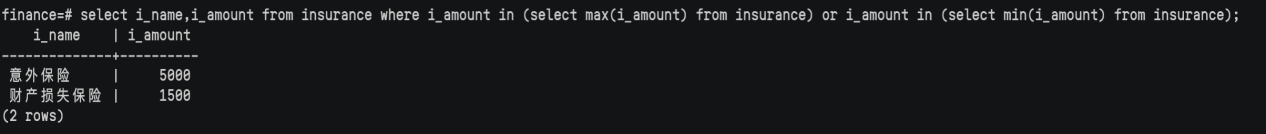 finance=# select i_name,i_amount from insurance where i_amount in (select max(i_amount) from insurance) or i_amount in (select min(i_amount) from insurance);
    i_name    | i_amount
--------------+----------
 意外保险     |     5000
 财产损失保险 |     1500
(2 rows)